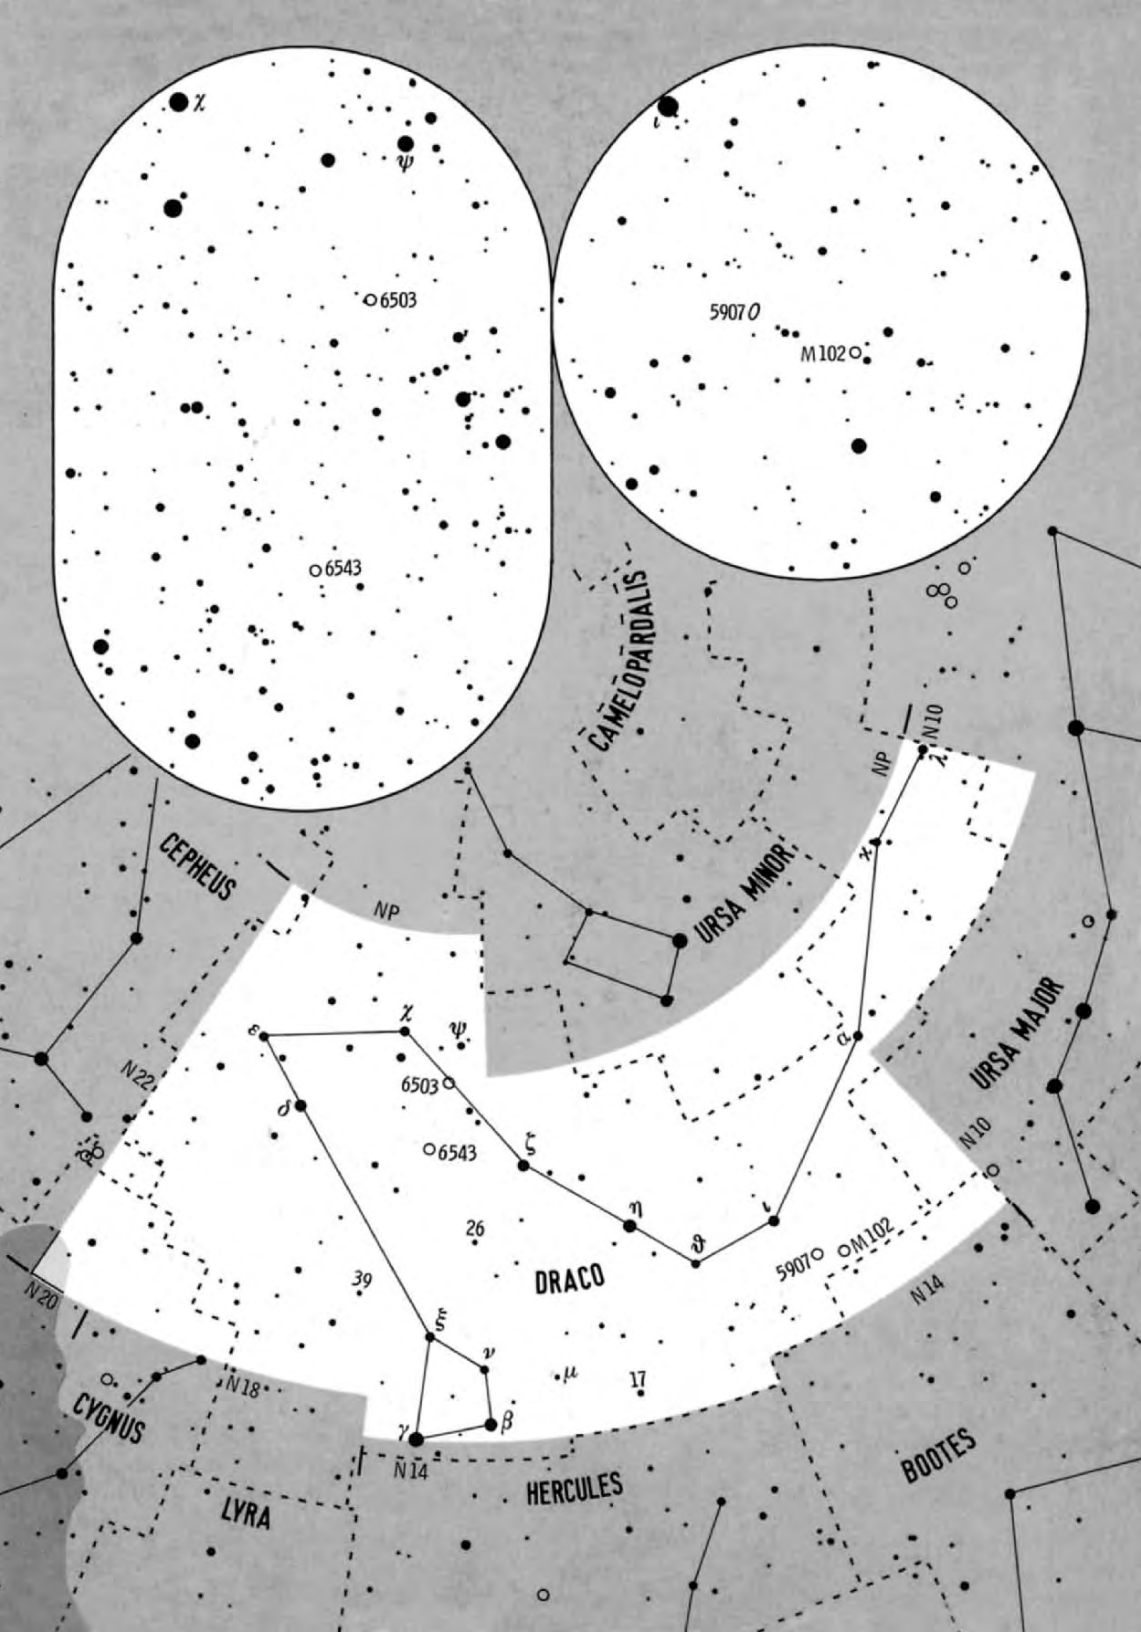 χ
ψ
6503
6543
ι
5907
M102
CAMELOPARDALIS
NP
N10
λ
CEPHEUS
ϰ
URSA MINOR
NP
URSA MAJOR
ε
χ
ψ
α
N22
6503
δ
6543
ζ
N10
η
ι
26
ϑ
5907
M102
39
DRACO
N20
N14
ξ
ν
μ
17
N18
CYGNUS
β
γ
N14
HERCULES
BOOTES
LYRA